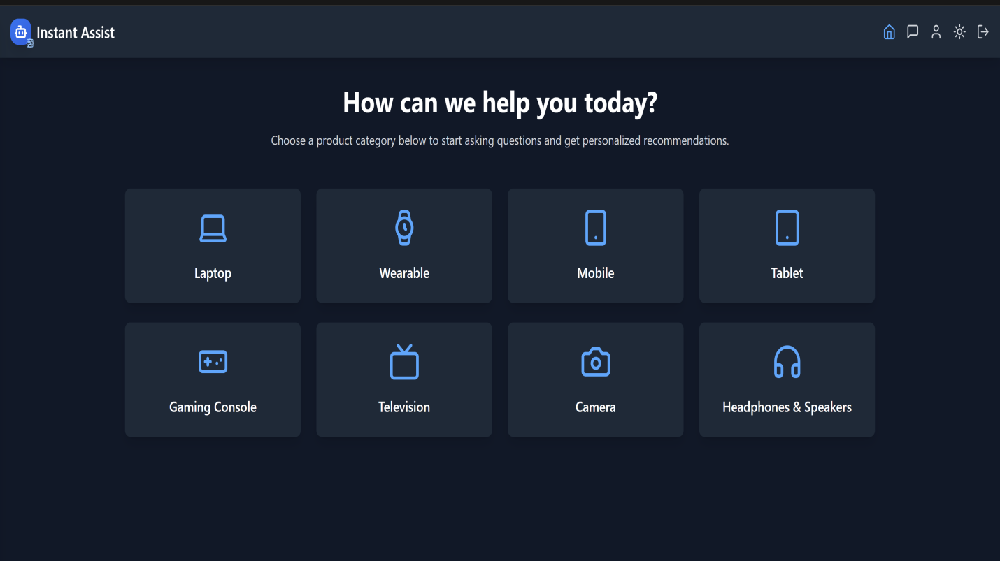 Instant Assist
How can we help you today?
Choose a product category below to start asking questions and get personalized recommendations.
Laptop
Wearable
Mobile
Tablet
Gaming Console
Television
Camera
Headphones & Speakers